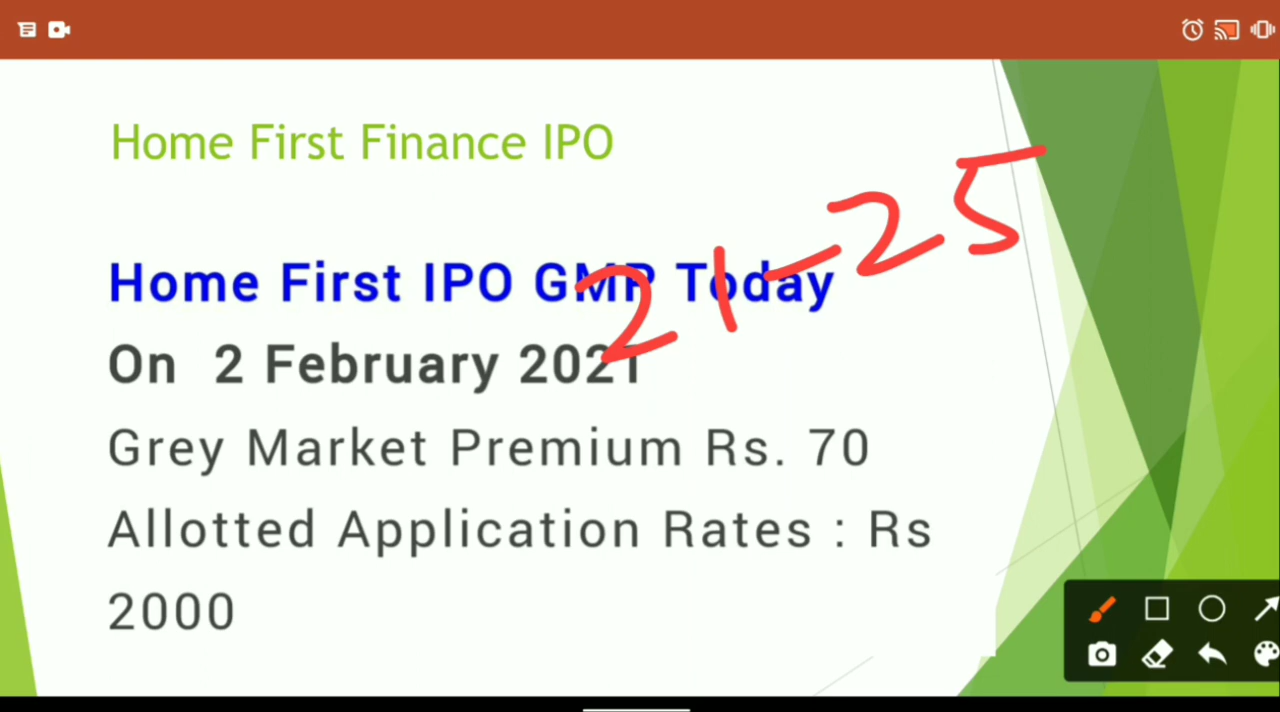 Home First Finance IPO
21-25
Home First IPO GMP Today
On 2 February 2021
Grey Market Premium Rs. 70
Allotted Application Rates : Rs
2000